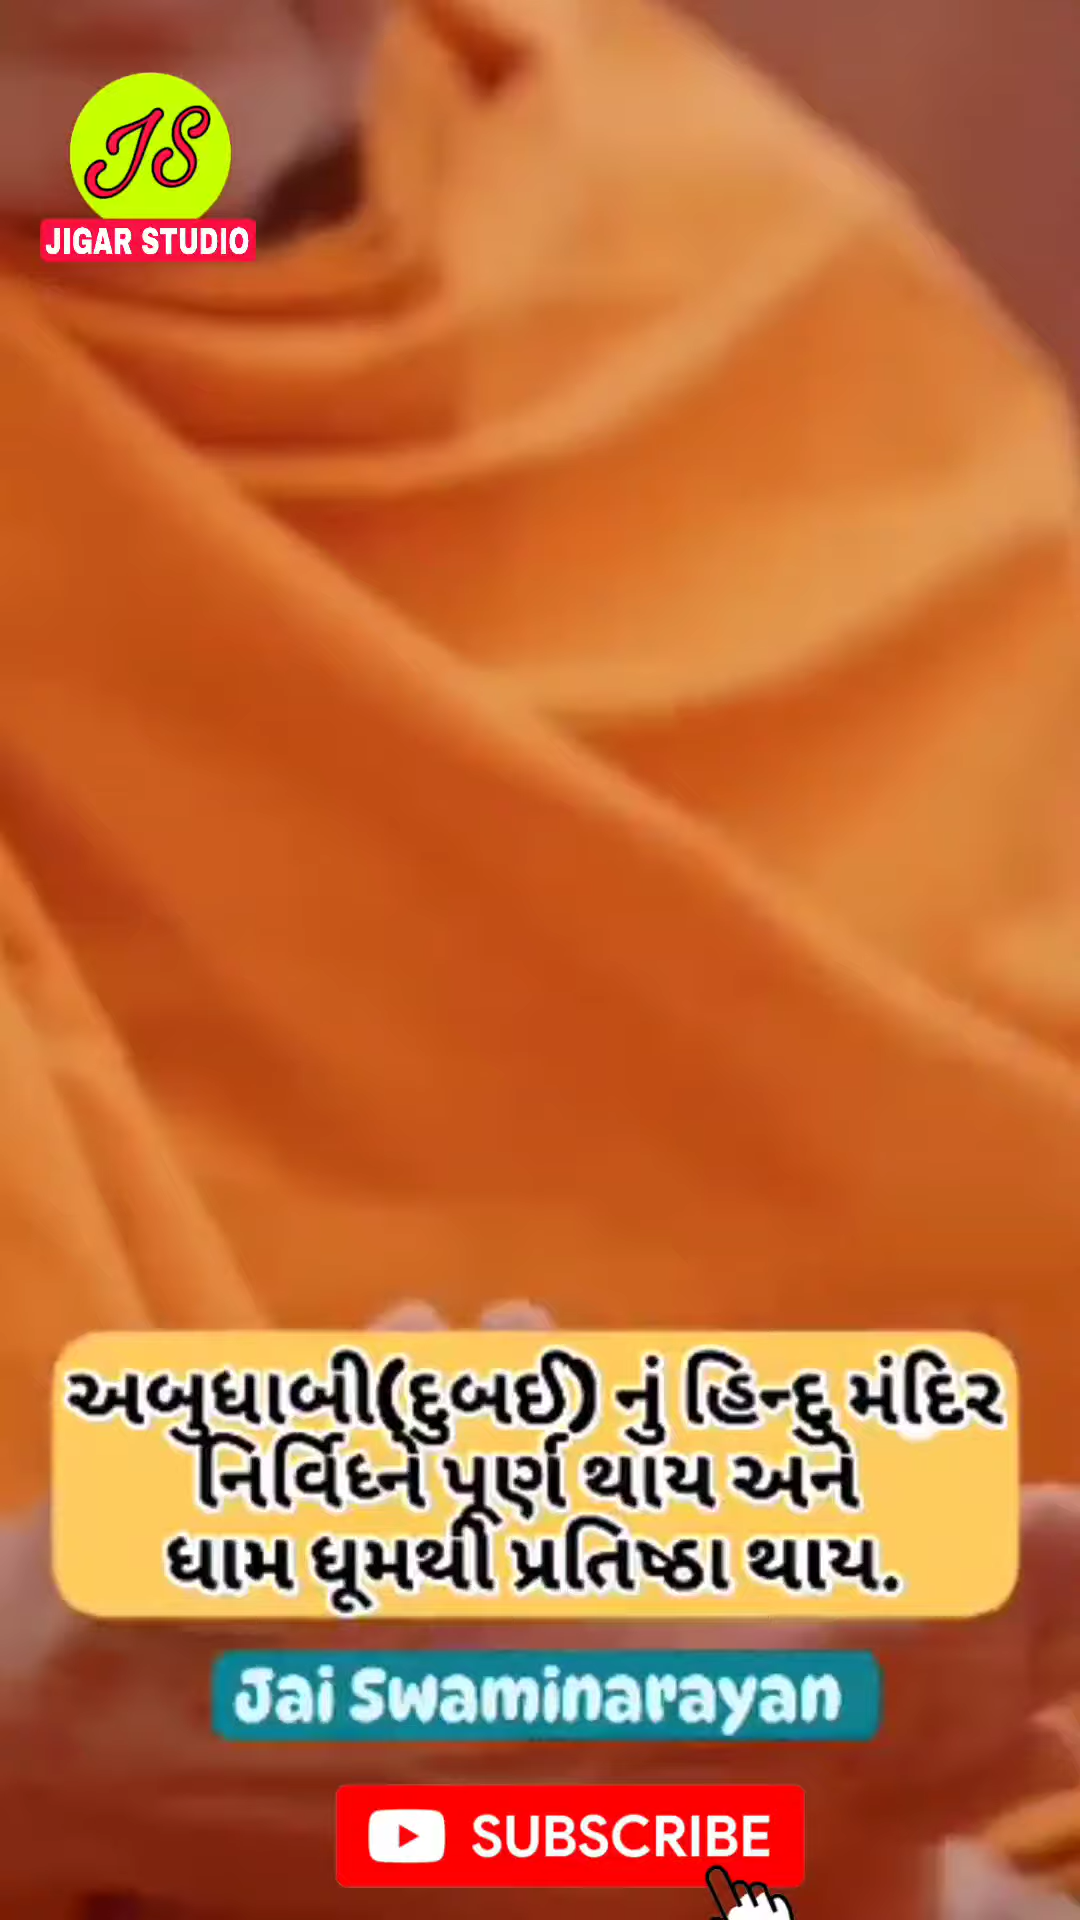 JS
JIGAR STUDIO
અબુધાબી(દુબઈ) નું હિન્દુ મંદિર
નિર્વિઘ્ને પૂર્ણ થાય અને
ધામ ધૂમથી પ્રતિષ્ઠા થાય.
Jai Swaminarayan
SUBSCRIBE